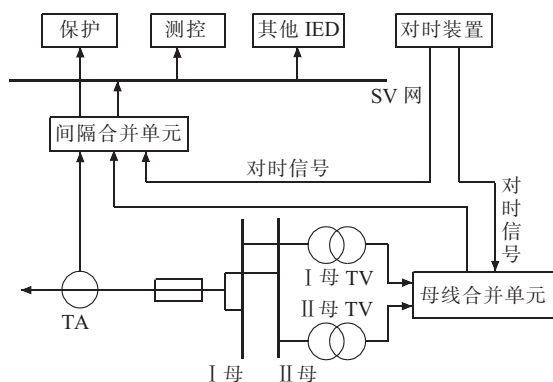 保护
测控
其他 IED
对时装置
SV 网
间隔合并单元
对时信号
对时信号
Ⅰ母 TV
Ⅱ母 TV
母线合并单元
TA
Ⅰ母
Ⅱ母